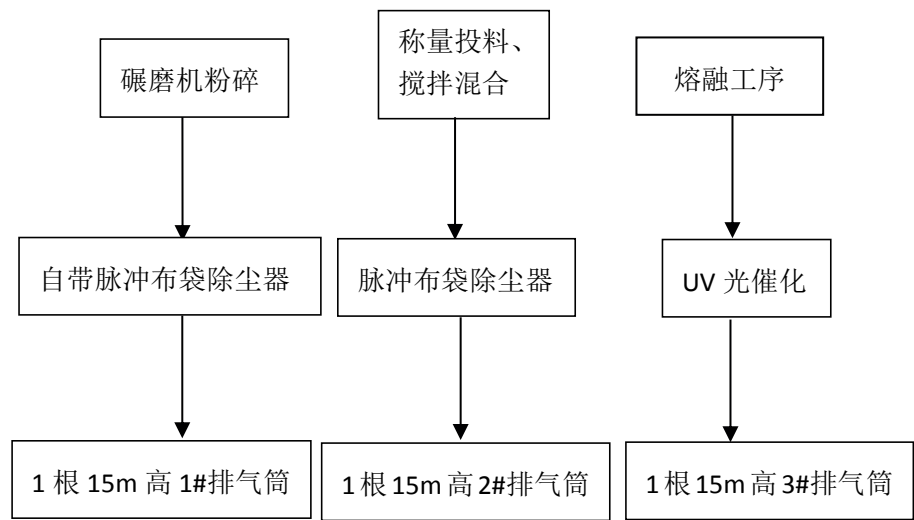 碾磨机粉碎
称量投料、
搅拌混合
熔融工序
自带脉冲布袋除尘器
脉冲布袋除尘器
UV 光催化
1 根 15m 高 1#排气筒
1 根 15m 高 2#排气筒
1 根 15m 高 3#排气筒